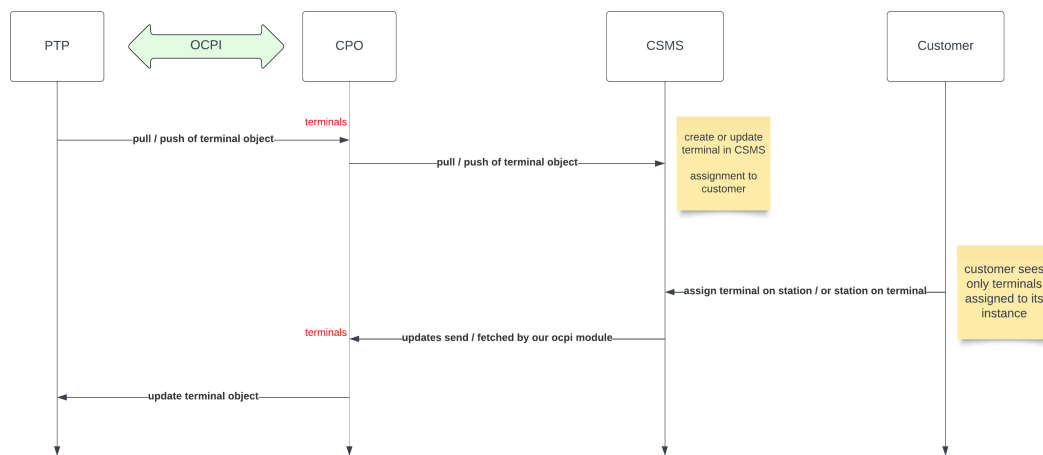 PTP
OCPI
CPO
CSMS
Customer
terminals
pull / push of terminal object
pull / push of terminal object
create or update
terminal in CSMS
assignment to
customer
customer sees
only terminals
assigned to its
instance
assign terminal on station / or station on terminal
terminals
updates send / fetched by our ocpi module
update terminal object